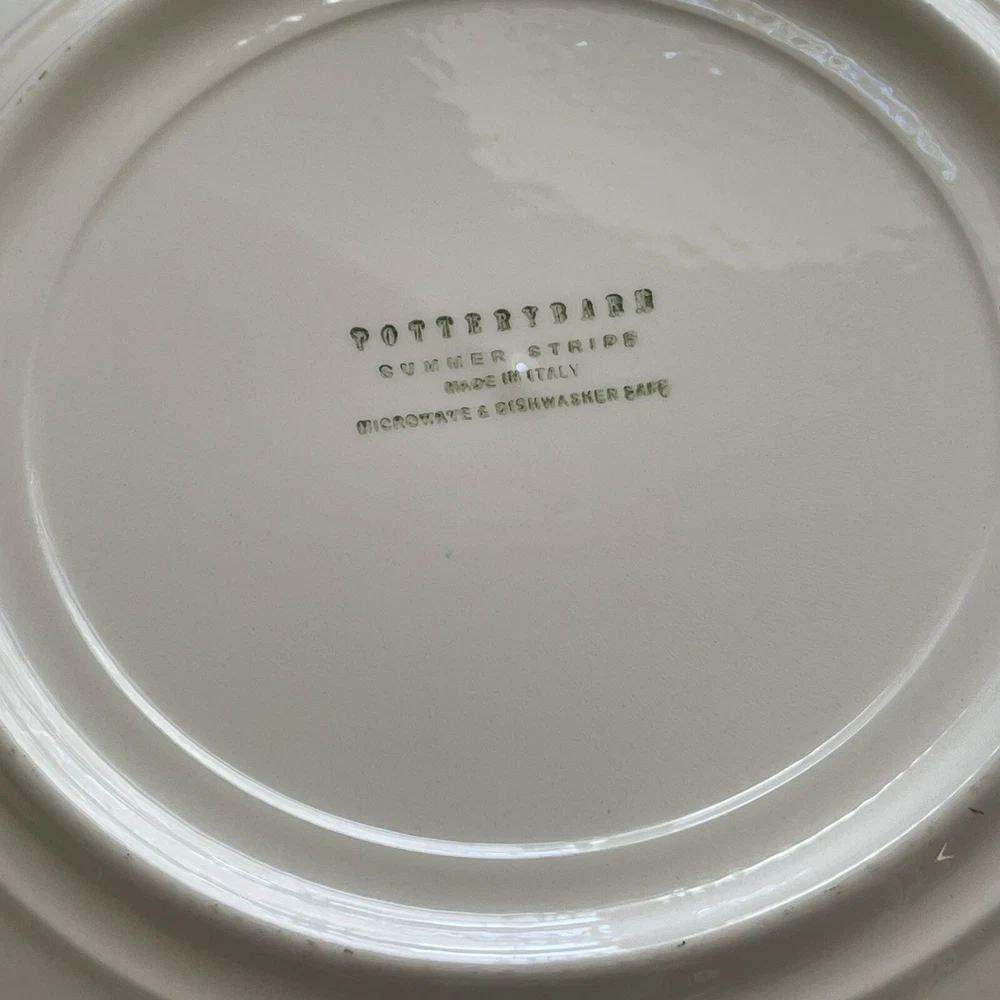 POTTERYBARN
SUMMER STRIPE
MADE IN ITALY
MICROWAVE & DISHWASHER SAFE